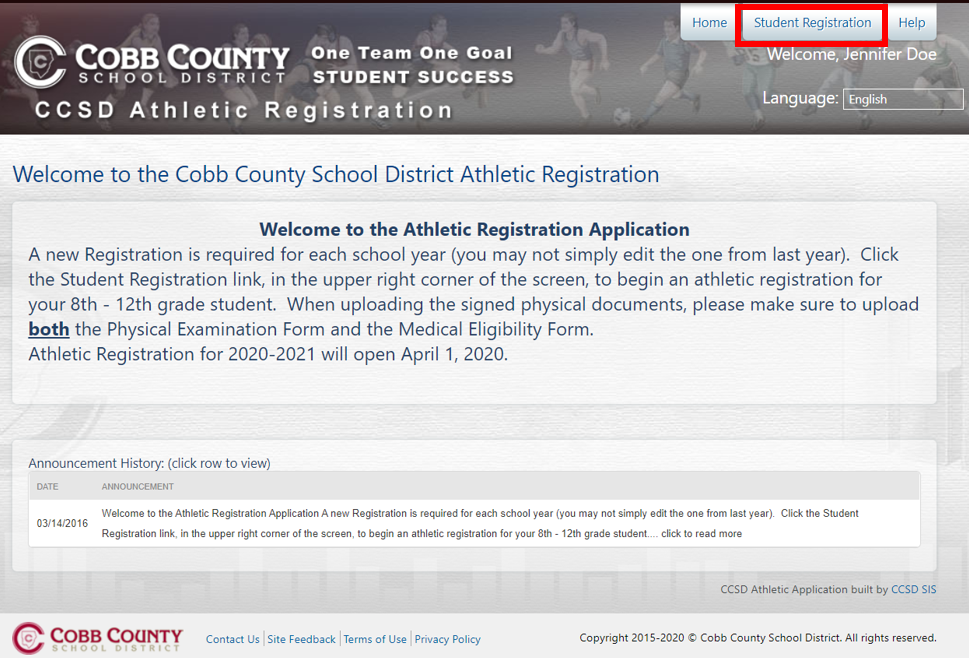 Home
Student Registration
Help
COBB COUNTY
SCHOOL DISTRICT
One Team One Goal
STUDENT SUCCESS
CCSD Athletic Registration
Welcome, Jennifer Doe
Language: English
Welcome to the Cobb County School District Athletic Registration
Welcome to the Athletic Registration Application
A new Registration is required for each school year (you may not simply edit the one from last year).  Click
the Student Registration link, in the upper right corner of the screen, to begin an athletic registration for
your 8th - 12th grade student.  When uploading the signed physical documents, please make sure to upload
both the Physical Examination Form and the Medical Eligibility Form.
Athletic Registration for 2020-2021 will open April 1, 2020.
Announcement History: (click row to view)
DATE ANNOUNCEMENT
03/14/2016
Welcome to the Athletic Registration Application A new Registration is required for each school year (you may not simply edit the one from last year).  Click the Student
Registration link, in the upper right corner of the screen, to begin an athletic registration for your 8th - 12th grade student.... click to read more
CCSD Athletic Application built by CCSD SIS
COBB COUNTY
SCHOOL DISTRICT
Contact Us | Site Feedback | Terms of Use | Privacy Policy
Copyright 2015-2020 © Cobb County School District. All rights reserved.